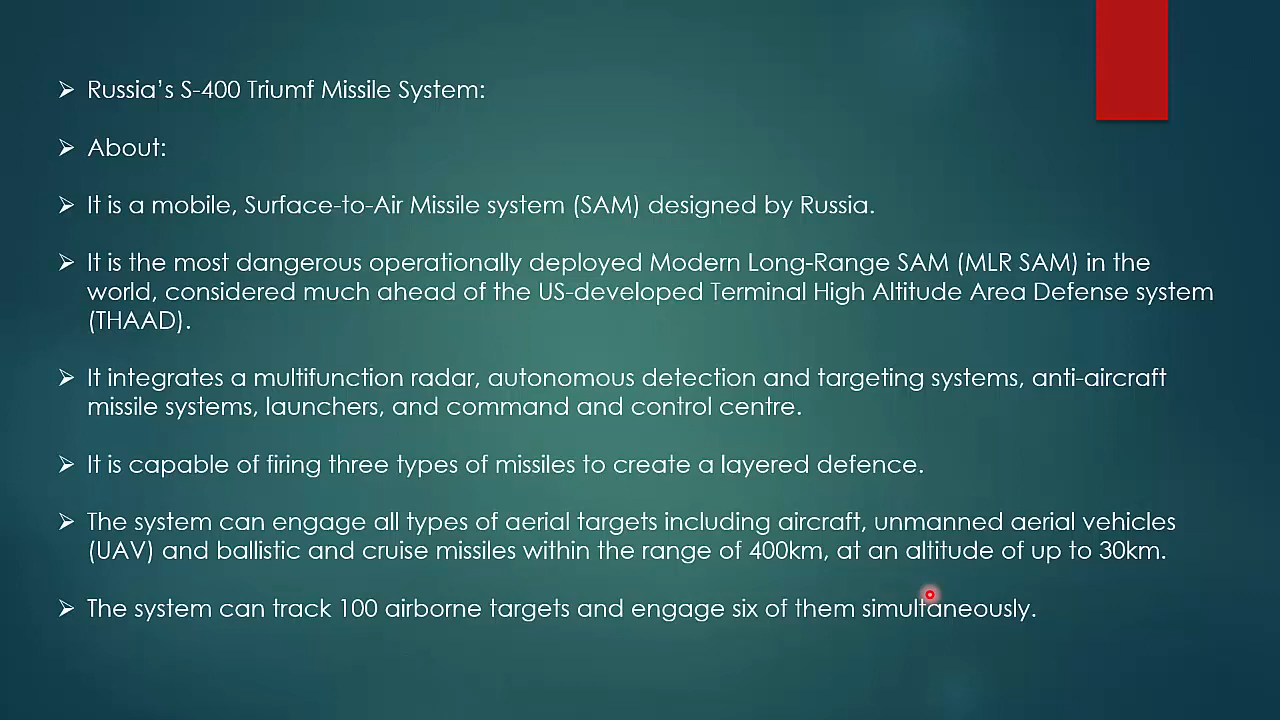 Russia’s S-400 Triumf Missile System:
About:
It is a mobile, Surface-to-Air Missile system (SAM) designed by Russia.
It is the most dangerous operationally deployed Modern Long-Range SAM (MLR SAM) in the
world, considered much ahead of the US-developed Terminal High Altitude Area Defense system
(THAAD).
It integrates a multifunction radar, autonomous detection and targeting systems, anti-aircraft
missile systems, launchers, and command and control centre.
It is capable of firing three types of missiles to create a layered defence.
The system can engage all types of aerial targets including aircraft, unmanned aerial vehicles
(UAV) and ballistic and cruise missiles within the range of 400km, at an altitude of up to 30km.
The system can track 100 airborne targets and engage six of them simultaneously.